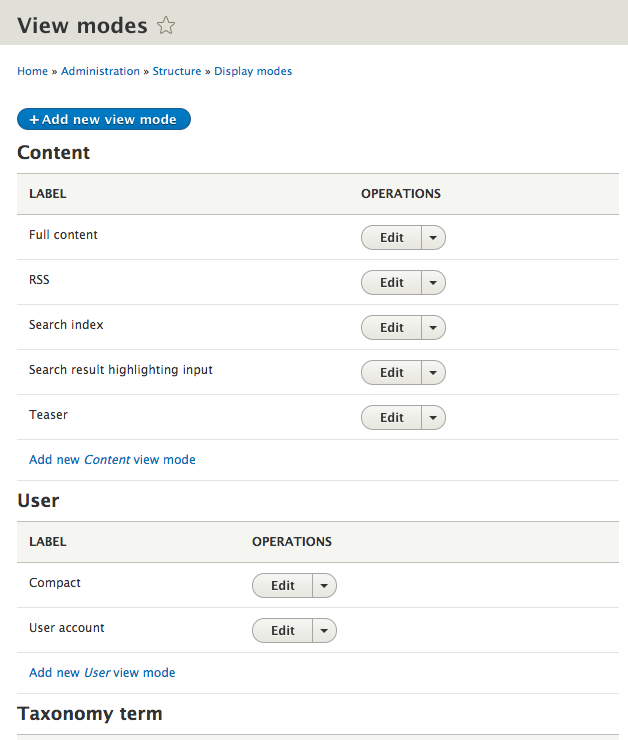 View modes
Home » Administration » Structure » Display modes
+ Add new view mode
Content
LABEL OPERATIONS
Full content Edit
RSS Edit
Search index Edit
Search result highlighting input Edit
Teaser Edit
Add new Content view mode
User
LABEL OPERATIONS
Compact Edit
User account Edit
Add new User view mode
Taxonomy term